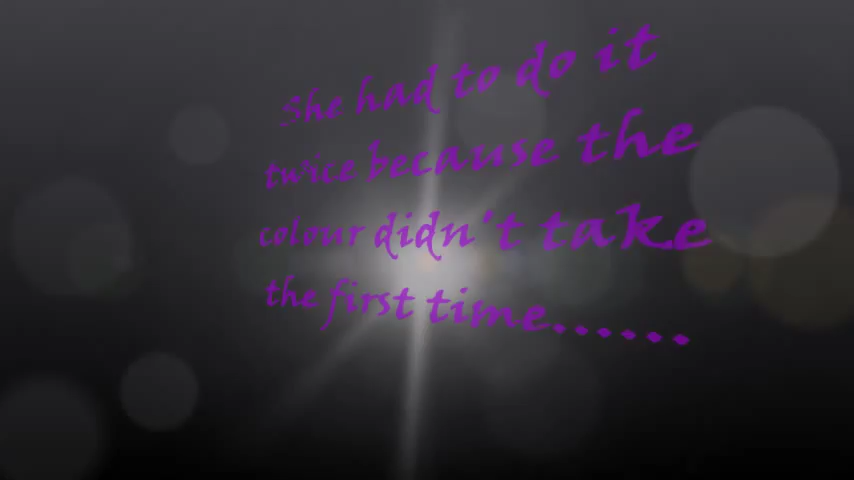 She had to do it
twice because the
colour didn't take
the first time......